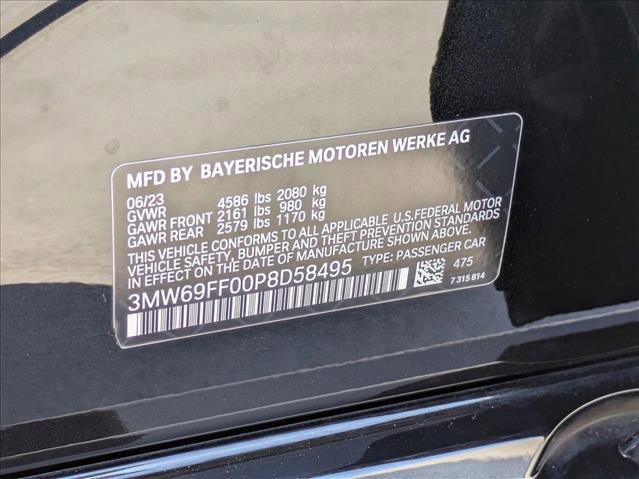 MFD BY BAYERISCHE MOTOREN WERKE AG
06/23 4586 lbs 2080 kg
GVWR
GAWR FRONT 2161 lbs 980 kg
GAWR REAR 2579 lbs 1170 kg
THIS VEHICLE CONFORMS TO ALL APPLICABLE U.S.FEDERAL MOTOR
VEHICLE SAFETY, BUMPER, AND THEFT PREVENTION STANDARDS
IN EFFECT ON THE DATE OF MANUFACTURE SHOWN ABOVE.
3MW69FF00P8D58495 TYPE: PASSENGER CAR
475
7 315 814